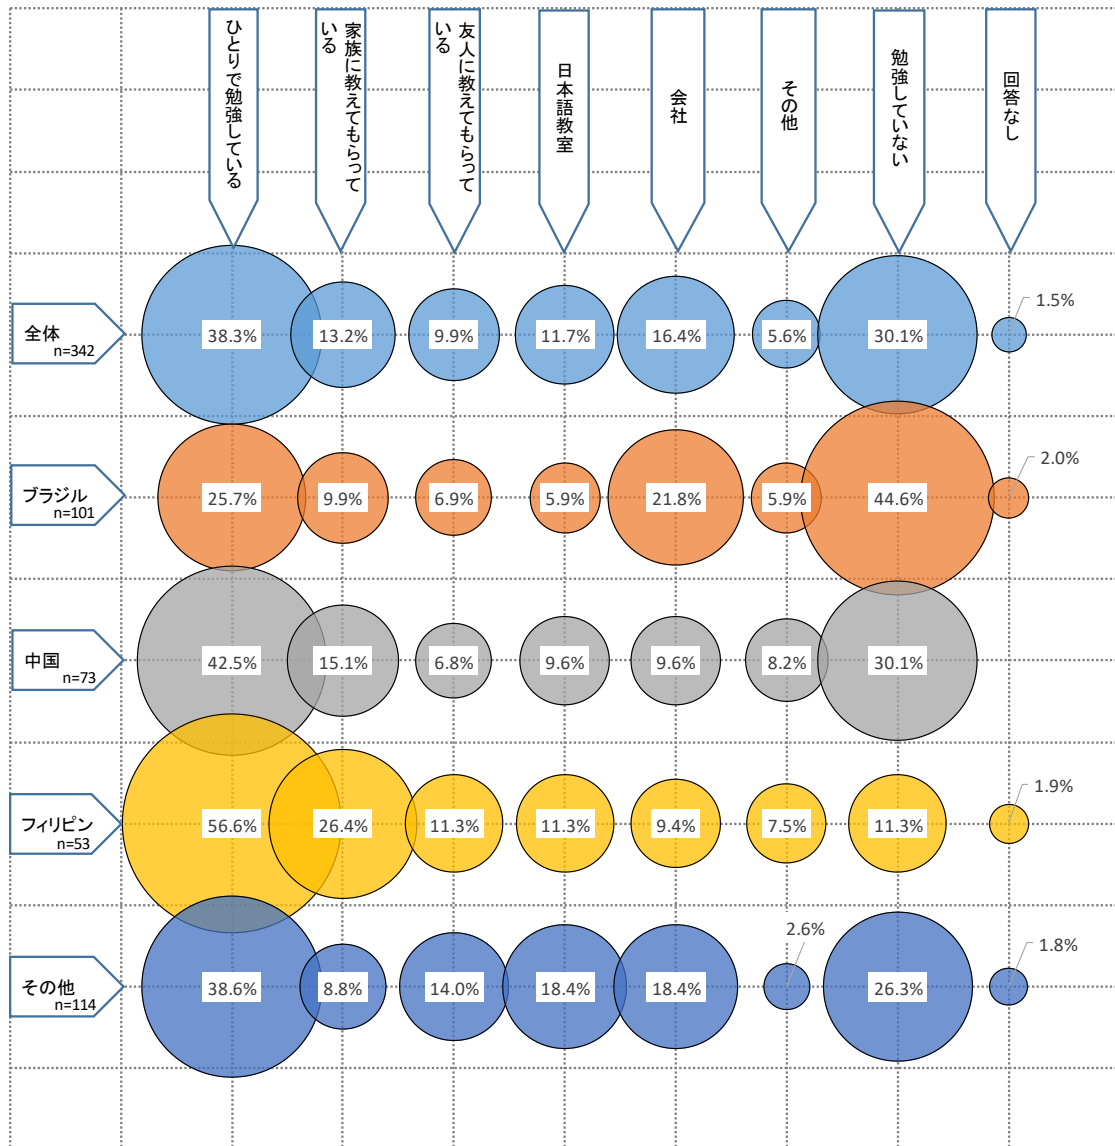 ひとりで勉強している
家族に教えてもらって
いる
友人に教えてもらって
いる
日本語教室
会社
その他
勉強していない
回答なし
全体
n=342
38.3%
13.2%
9.9%
11.7%
16.4%
5.6%
30.1%
1.5%
ブラジル
n=101
25.7%
9.9%
6.9%
5.9%
21.8%
5.9%
44.6%
2.0%
中国
n=73
42.5%
15.1%
6.8%
9.6%
9.6%
8.2%
30.1%
フィリピン
n=53
56.6%
26.4%
11.3%
11.3%
9.4%
7.5%
11.3%
1.9%
その他
n=114
38.6%
8.8%
14.0%
18.4%
18.4%
2.6%
26.3%
1.8%